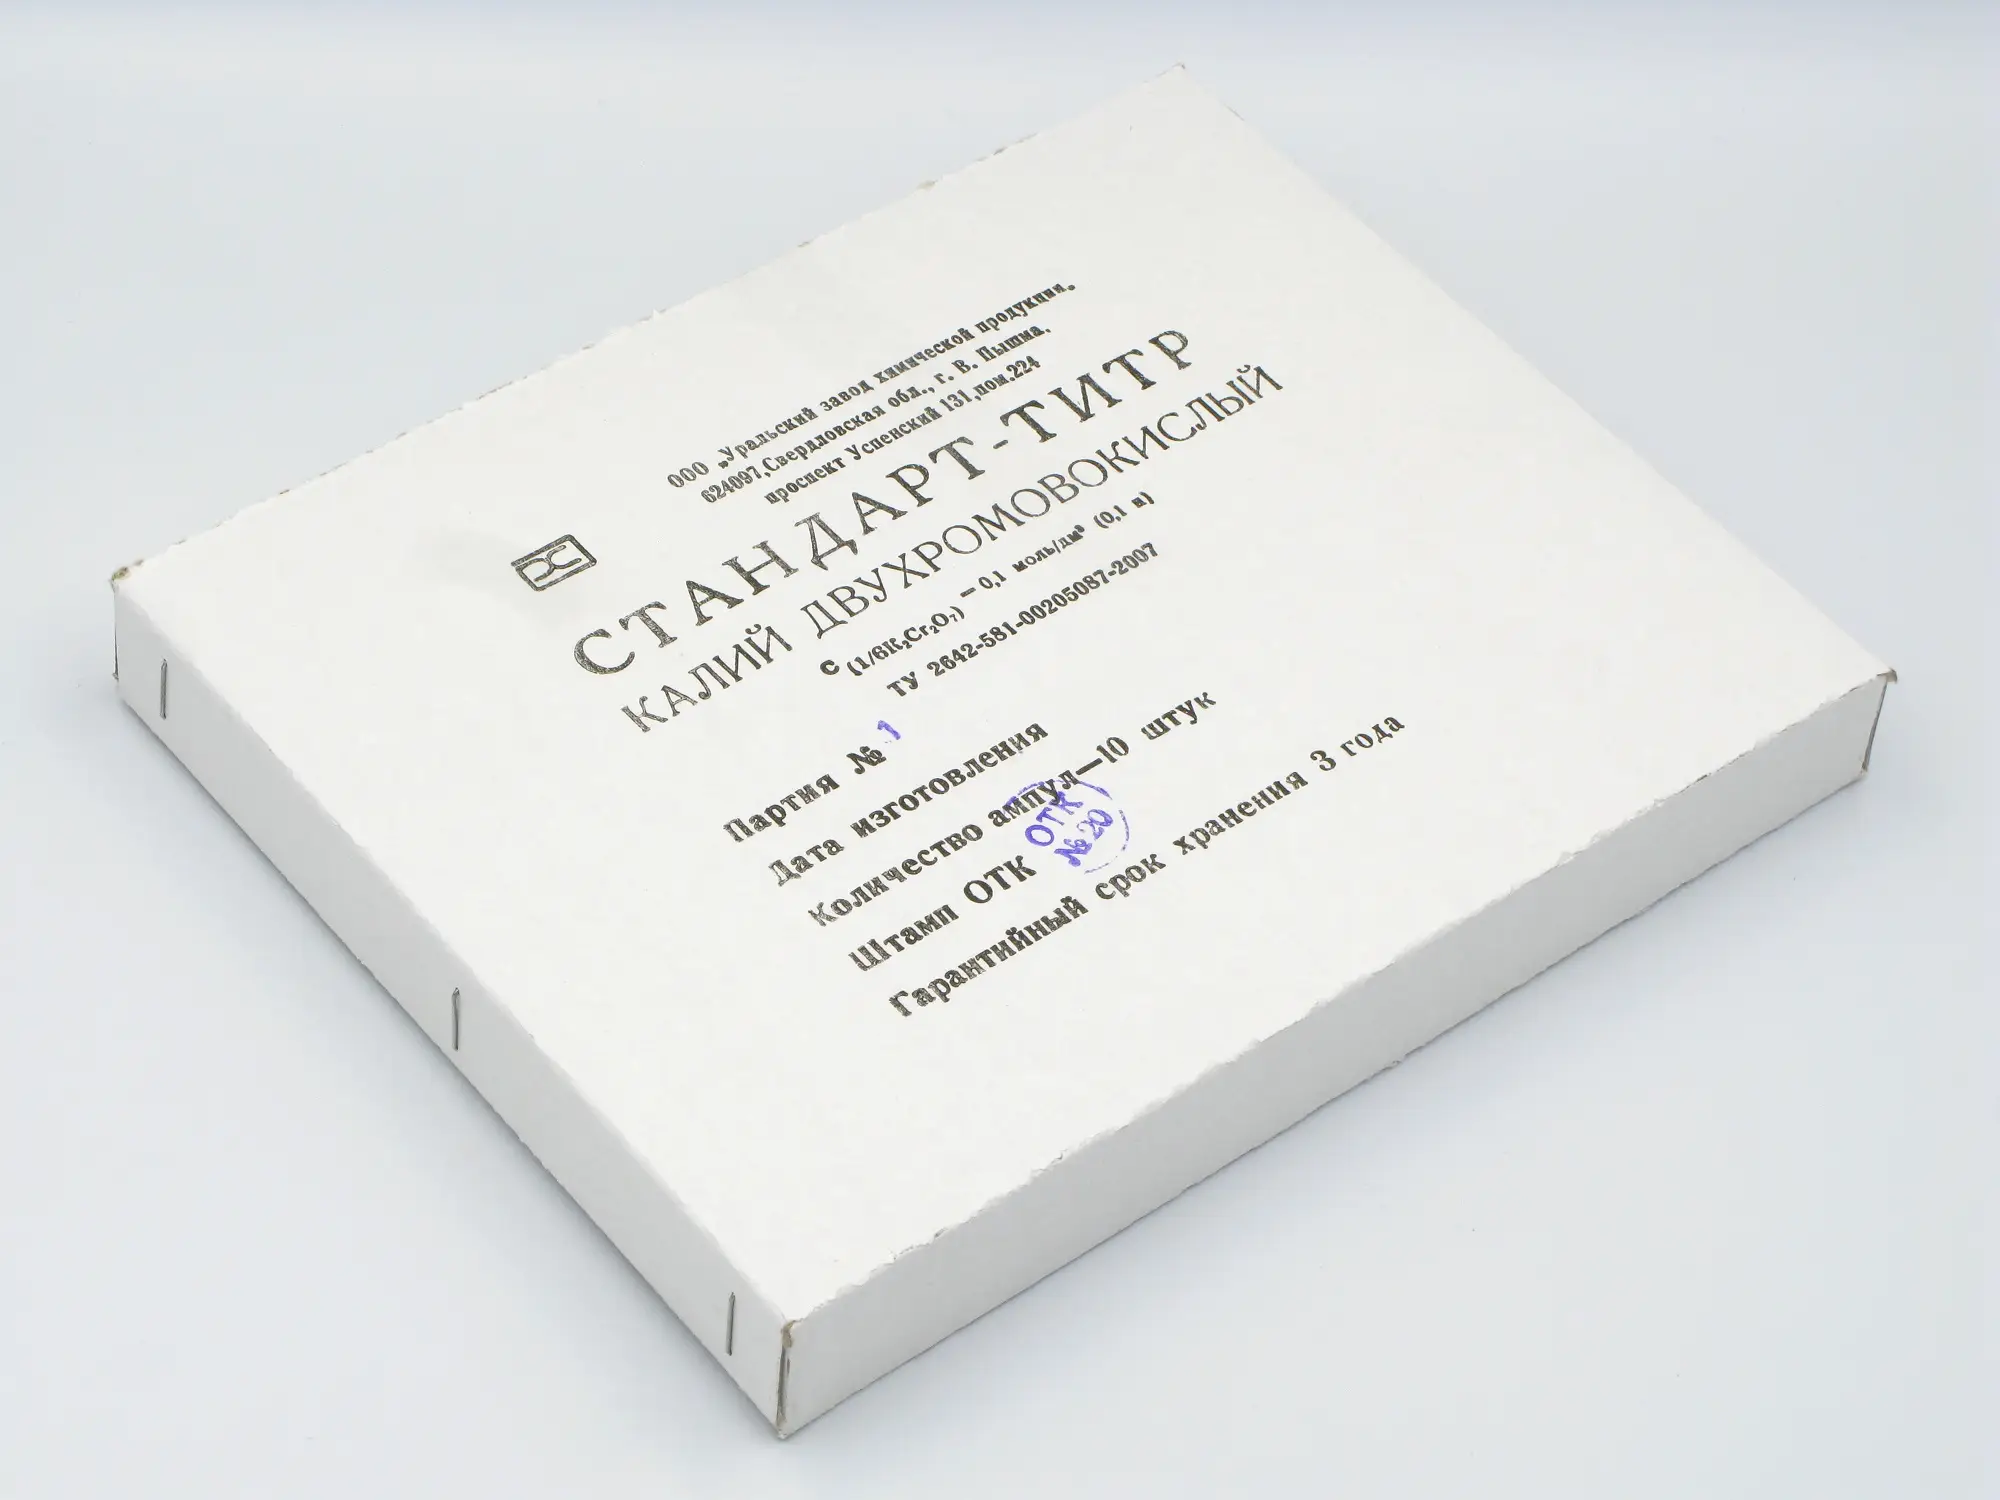 ООО „Уральский завод химической продукции„
624097,Свердловская обл., г. В. Пышма,
проспект Успенский 131,пом.224
СТАНДАРТ-ТИТР
КАЛИЙ ДВУХРОМОВОКИСЛЫЙ
С (1/6K₂Cr₂O₇) – 0,1 моль/дм³ (0,1 н)
ТУ 2642-581-00205087-2007
Партия № 1
Дата изготовления
Количество ампул—10 штук
Штамп ОТК
ОТК
№20
Гарантийный срок хранения 3 года